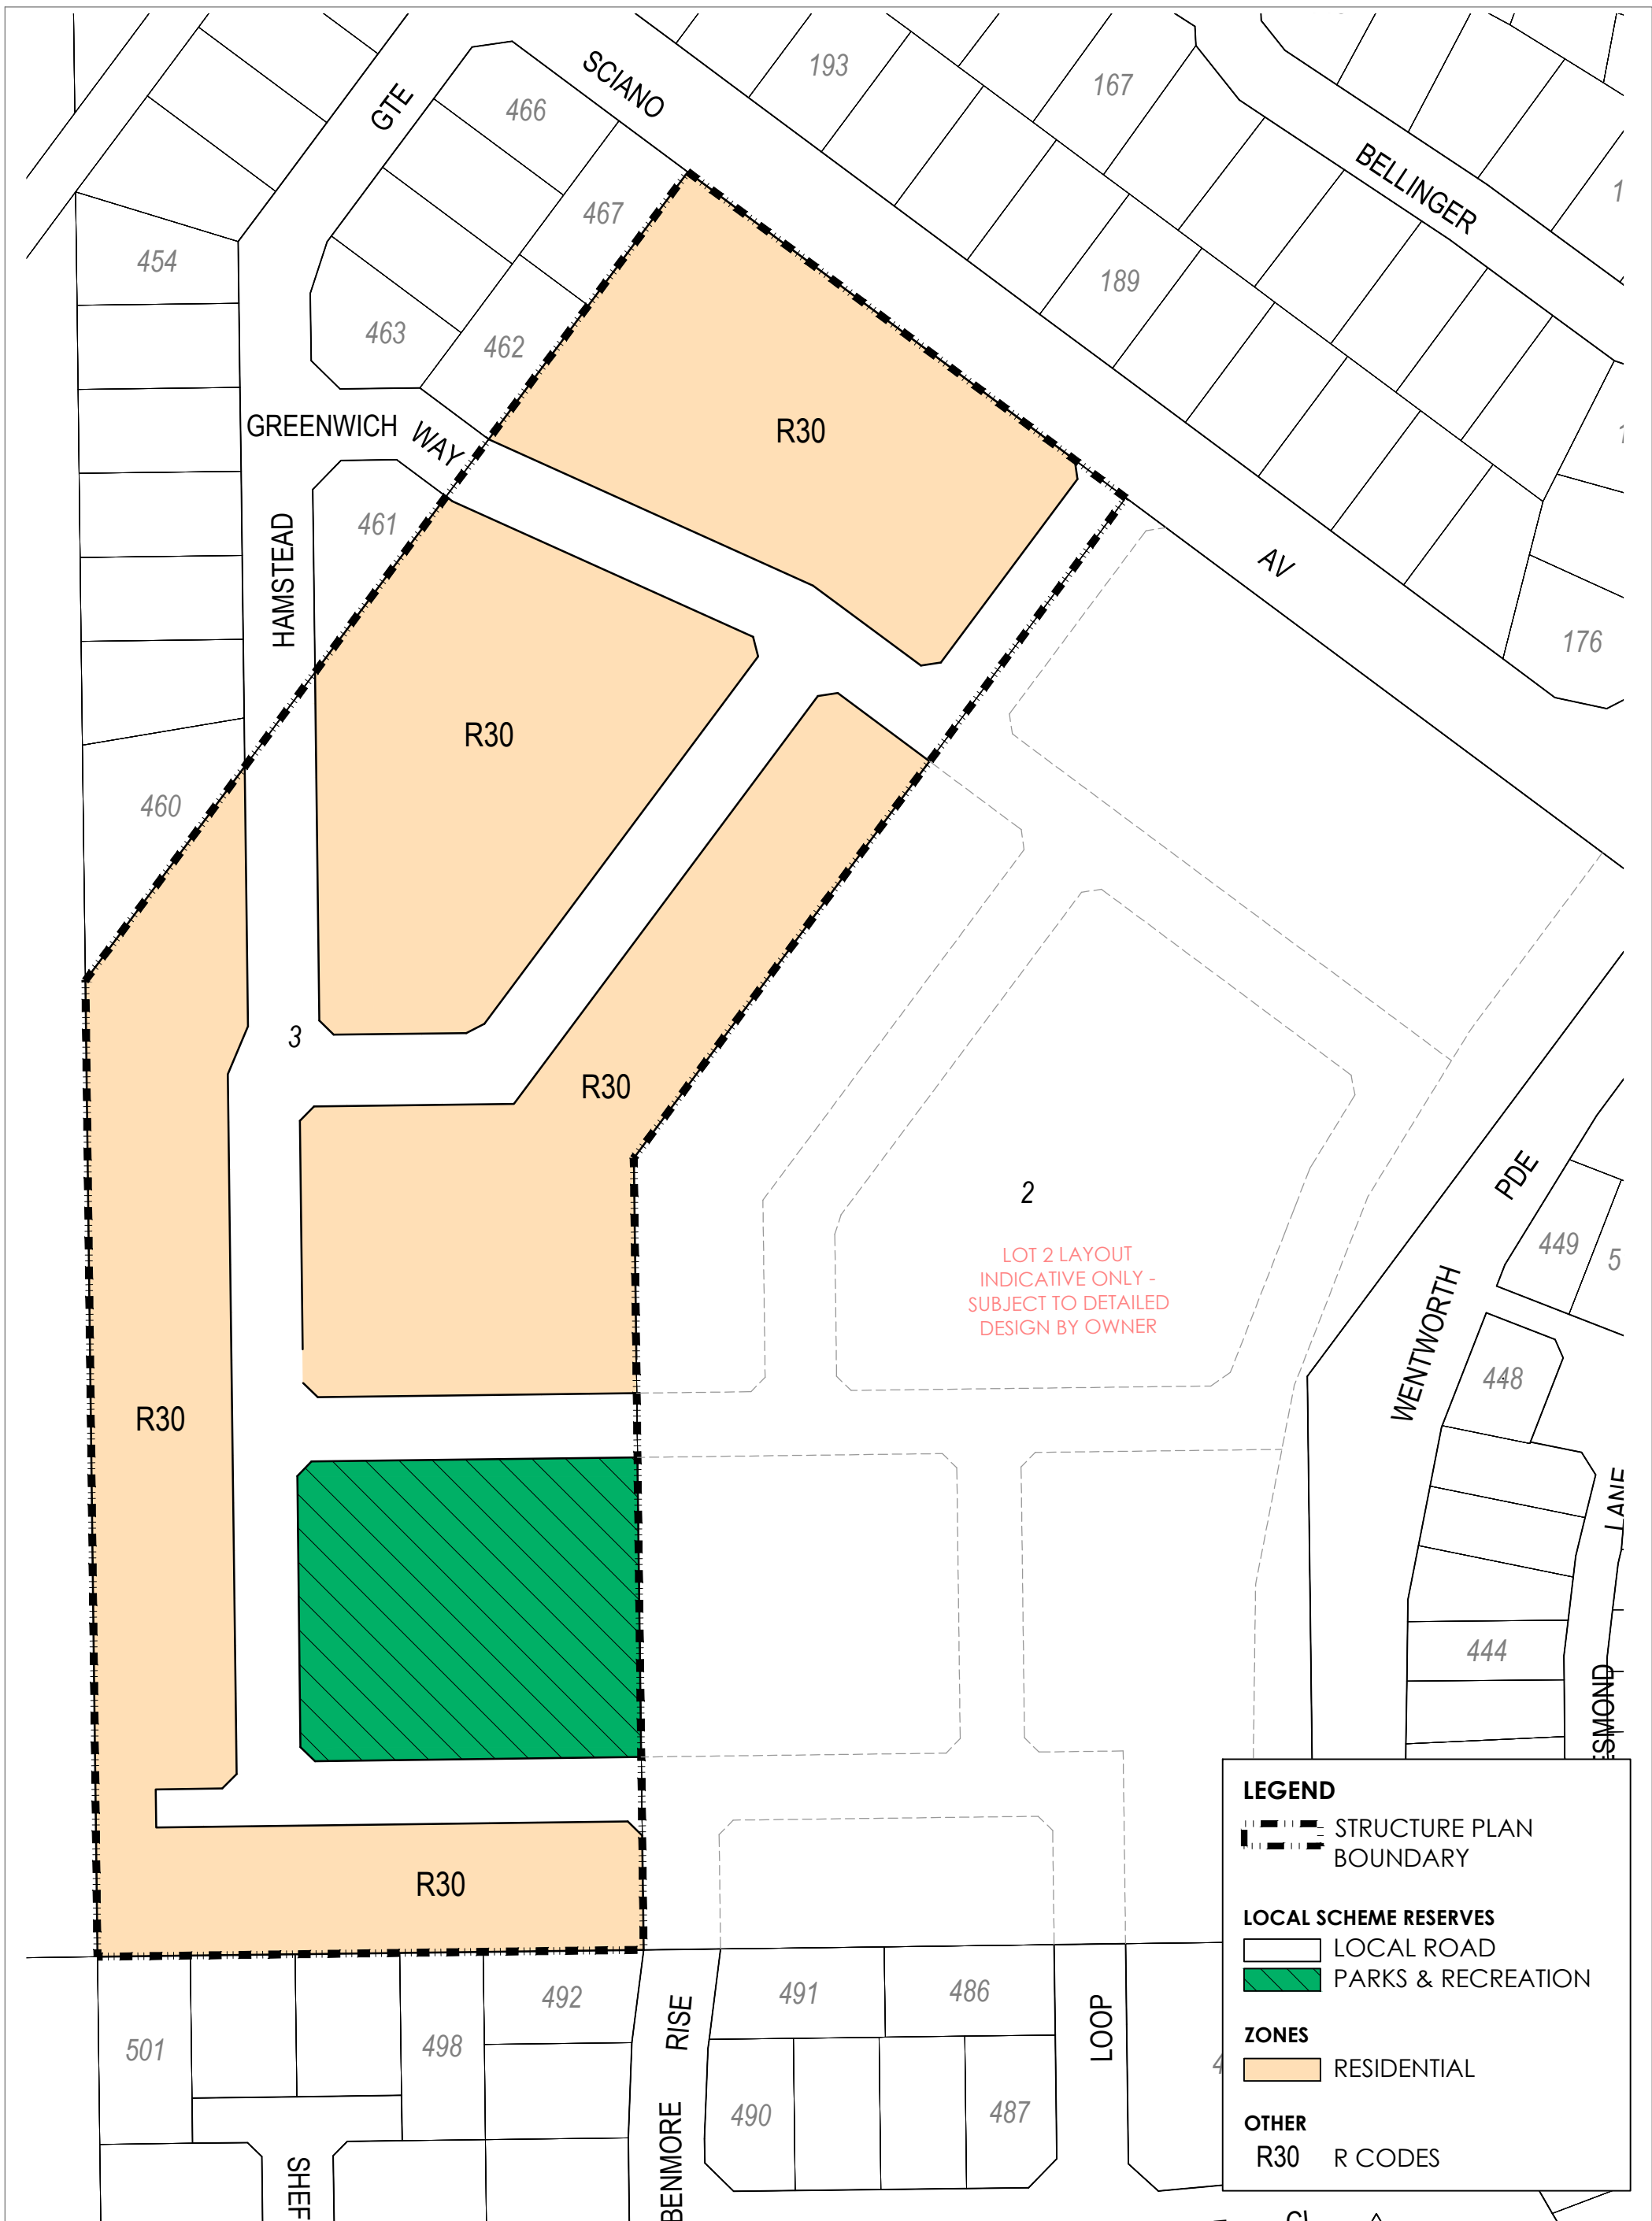 SCIANO
193
167
GTE
466
BELLINGER
467
454
189
463
462
GREENWICH WAY
R30
461
HAMSTEAD
AV
176
R30
460
3
R30
PDE
2
449
5
LOT 2 LAYOUT
INDICATIVE ONLY -
SUBJECT TO DETAILED
DESIGN BY OWNER
WENTWORTH
448
R30
LANE
444
ESMOND
R30
LEGEND
STRUCTURE PLAN
BOUNDARY
LOCAL SCHEME RESERVES
LOCAL ROAD
PARKS & RECREATION
ZONES
RESIDENTIAL
OTHER
R30 R CODES
492
491
486
RISE
LOOP
501
498
490
487
BENMORE
SHEF